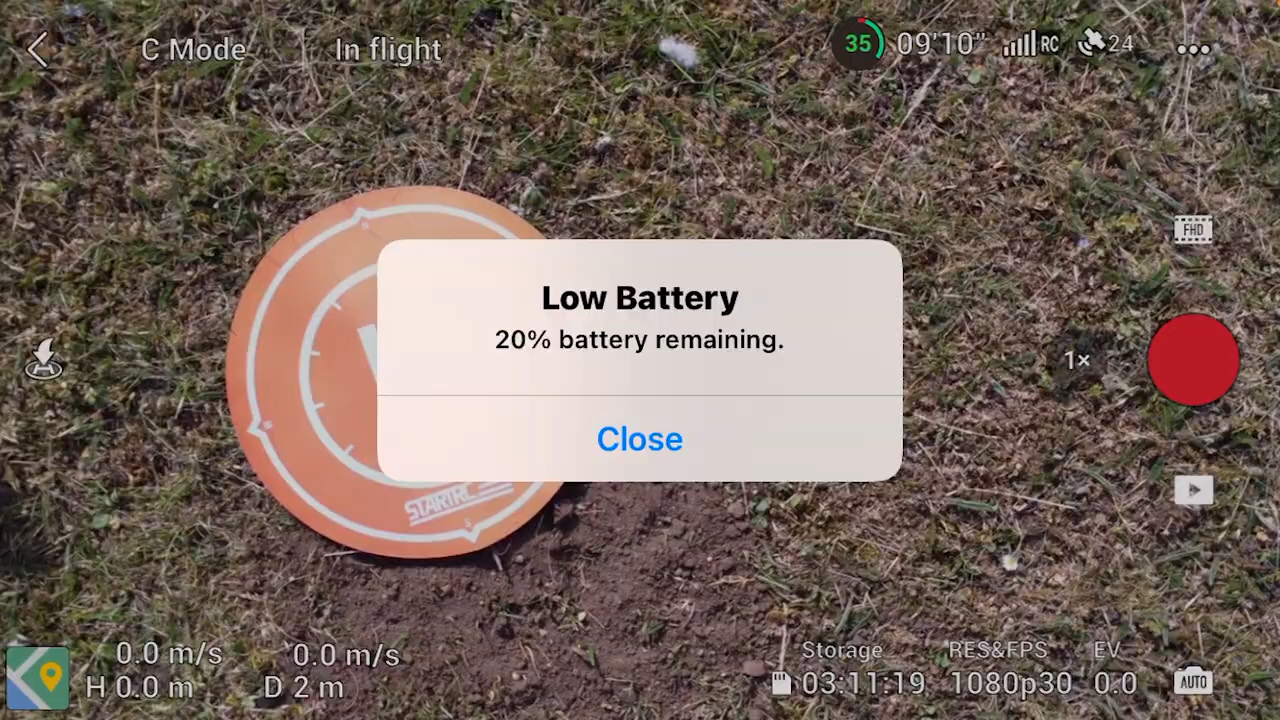 C Mode
In flight
35
09'10"
RC
24
FHD
Low Battery
20% battery remaining.
1×
Close
STARTRC
0.0 m/s
0.0 m/s
H 0.0 m
D 2 m
Storage
RES&FPS
EV
03:11:19
1080p30
0.0
AUTO